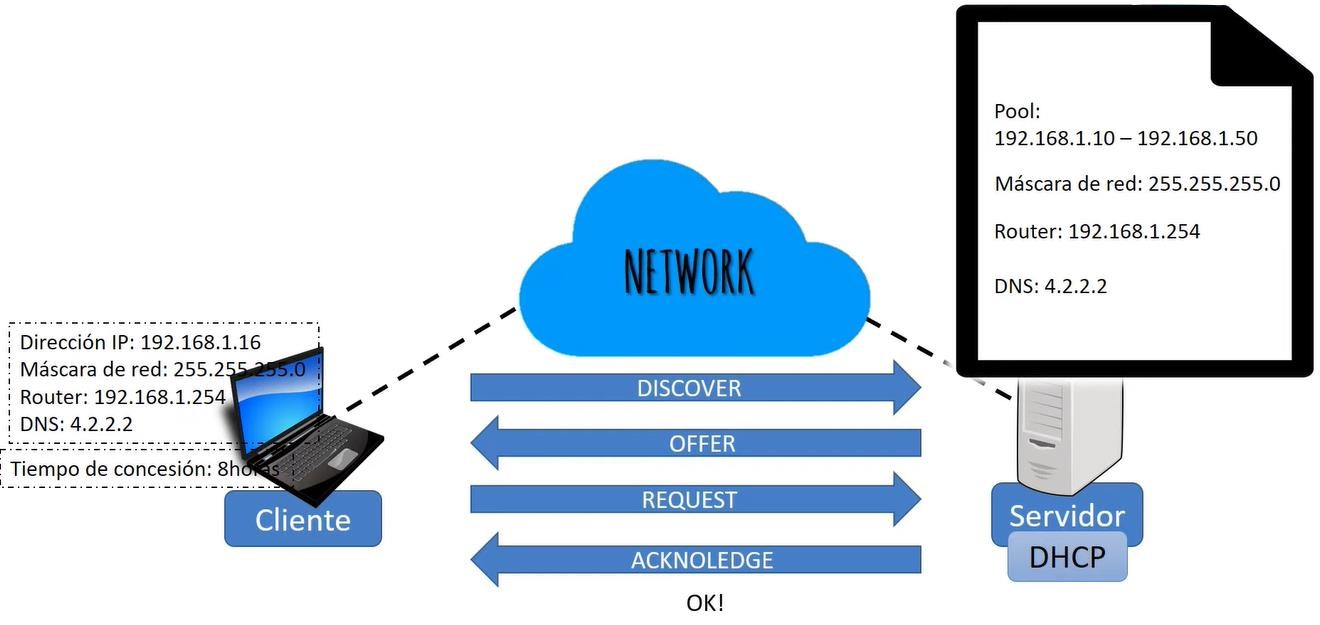 Pool:
192.168.1.10 – 192.168.1.50
Máscara de red: 255.255.255.0
Router: 192.168.1.254
DNS: 4.2.2.2
NETWORK
Dirección IP: 192.168.1.16
Máscara de red: 255.255.255.0
Router: 192.168.1.254
DNS: 4.2.2.2
Tiempo de concesión: 8horas
Cliente
DISCOVER
OFFER
REQUEST
ACKNOLEDGE
OK!
Servidor
DHCP